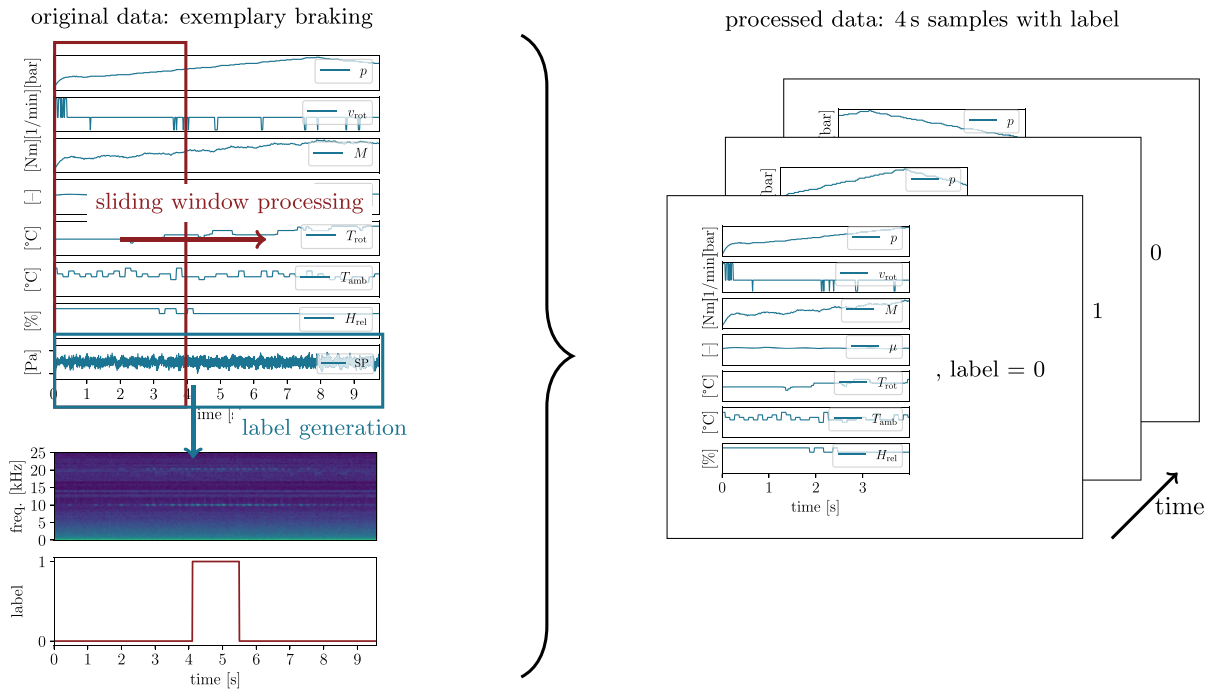 original data: exemplary braking
[bar]
p
[1/min]
v_rot
[Nm]
M
[–]
sliding window processing
[°C]
T_rot
[°C]
T_amb
[%]
H_rel
[Pa]
SP
0 1 2 3 4 5 6 7 8 9
time [s]
label generation
freq. [kHz]
25
20
15
10
5
0
label
1
0
0 1 2 3 4 5 6 7 8 9
time [s]
processed data: 4 s samples with label
[bar]
p
0
[bar]
p
1
[bar]
p
[1/min]
v_rot
[Nm]
M
[–]
μ
[°C]
T_rot
, label = 0
[°C]
T_amb
[%]
H_rel
0 1 2 3
time [s]
time